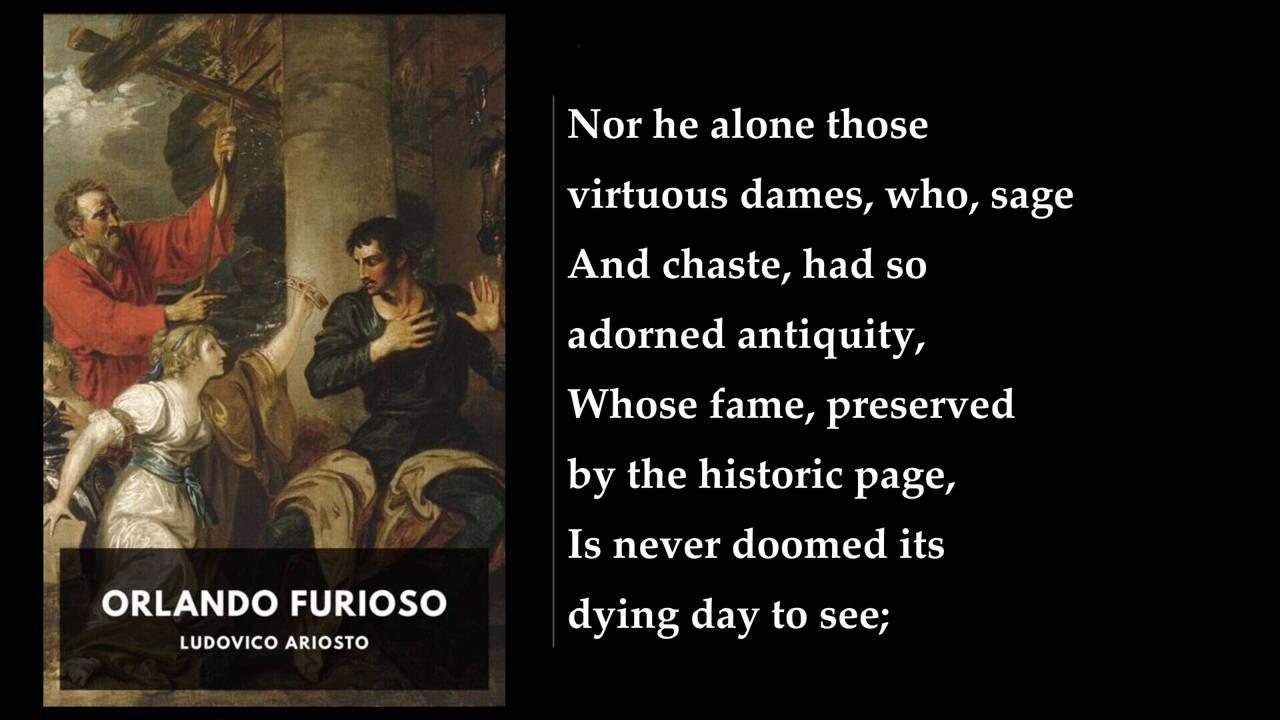 ORLANDO FURIOSO
LUDOVICO ARIOSTO
Nor he alone those
virtuous dames, who, sage
And chaste, had so
adorned antiquity,
Whose fame, preserved
by the historic page,
Is never doomed its
dying day to see;